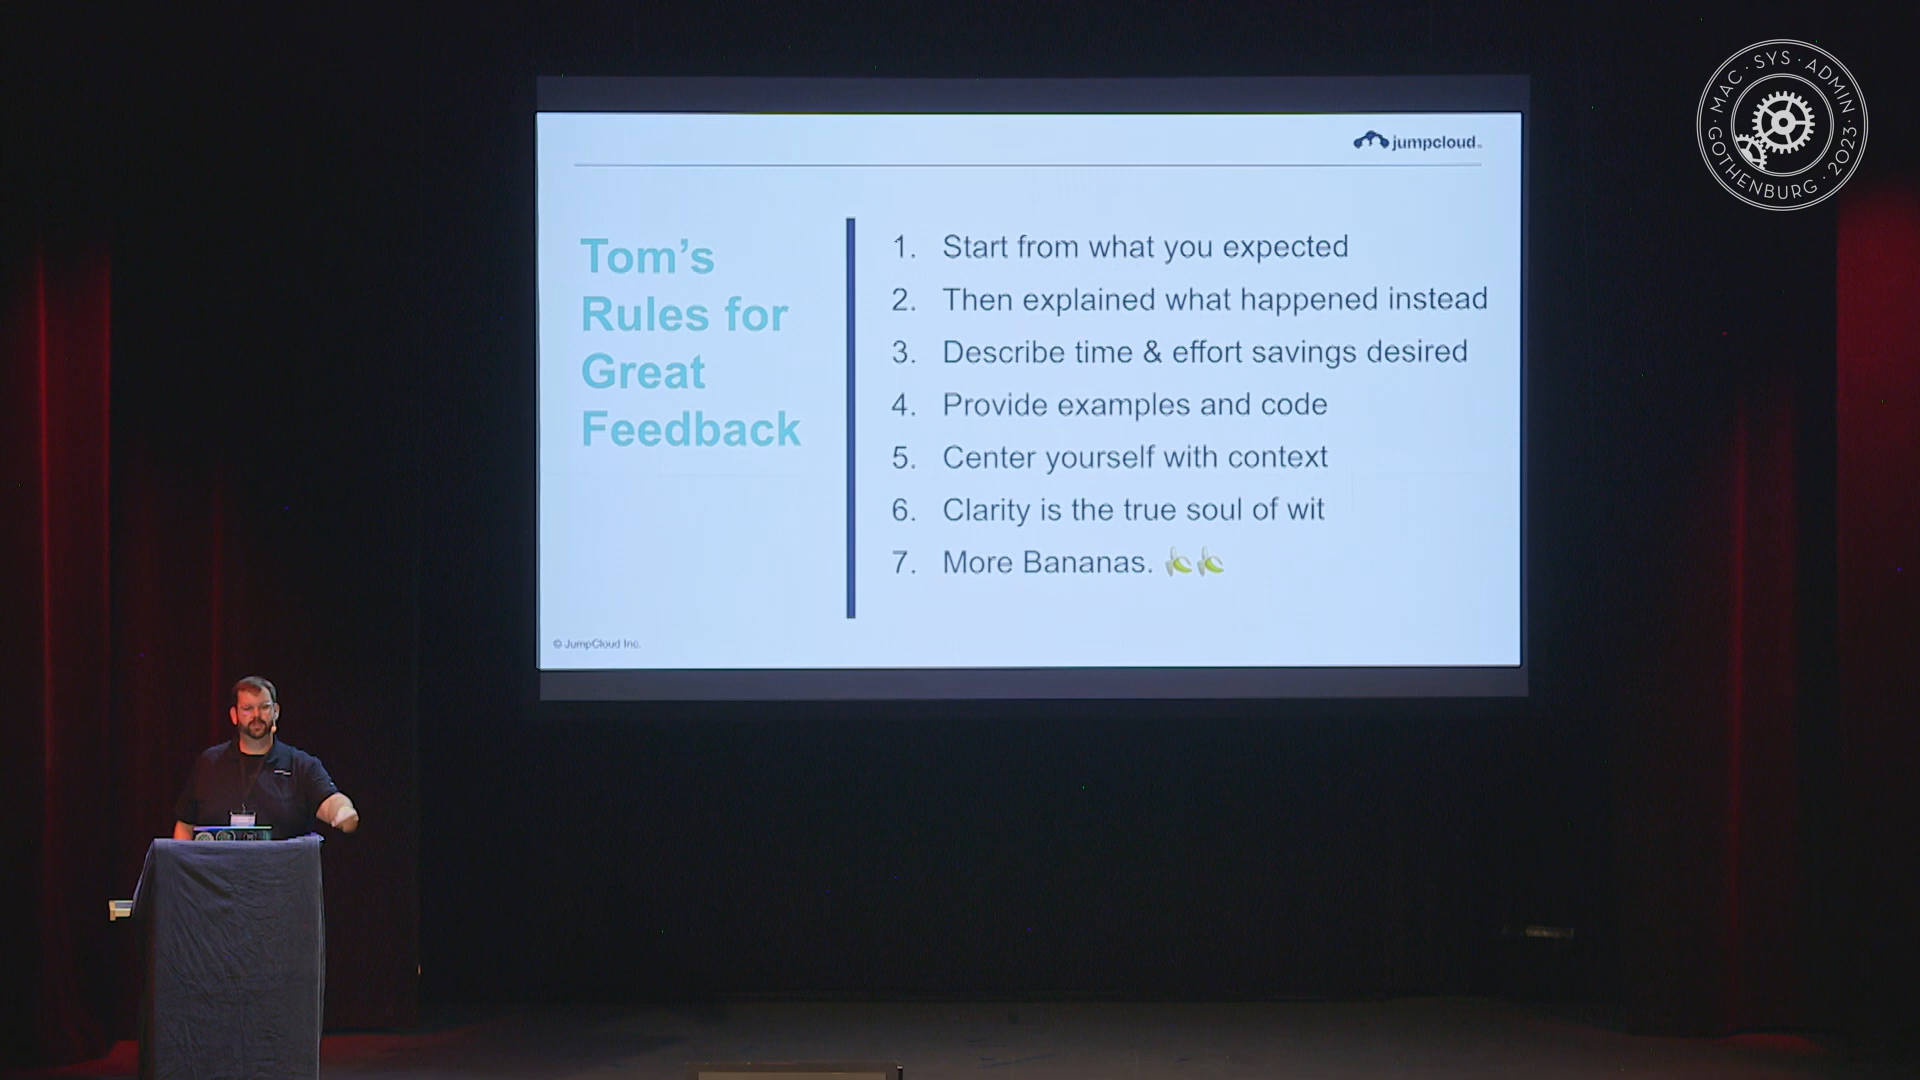 jumpcloud
Tom's
Rules for
Great
Feedback
1. Start from what you expected
2. Then explained what happened instead
3. Describe time & effort savings desired
4. Provide examples and code
5. Center yourself with context
6. Clarity is the true soul of wit
7. More Bananas. 🍌🍌
© JumpCloud Inc.
MAC · SYS · ADMIN · GOTHENBURG · 2023 ·